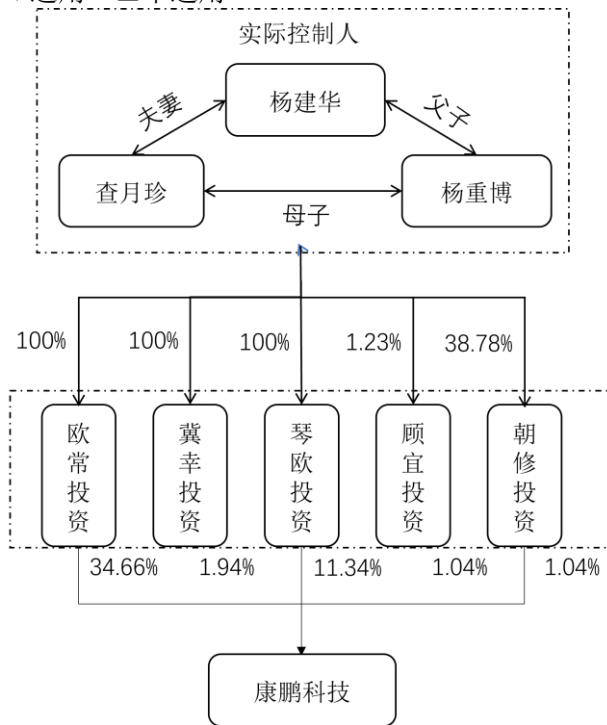 实际控制人
杨建华
夫妻
父子
查月珍
杨重博
母子
100%
100%
100%
1.23%
38.78%
欧常投资
冀幸投资
琴欧投资
顾宜投资
朝修投资
34.66%
1.94%
11.34%
1.04%
1.04%
康鹏科技